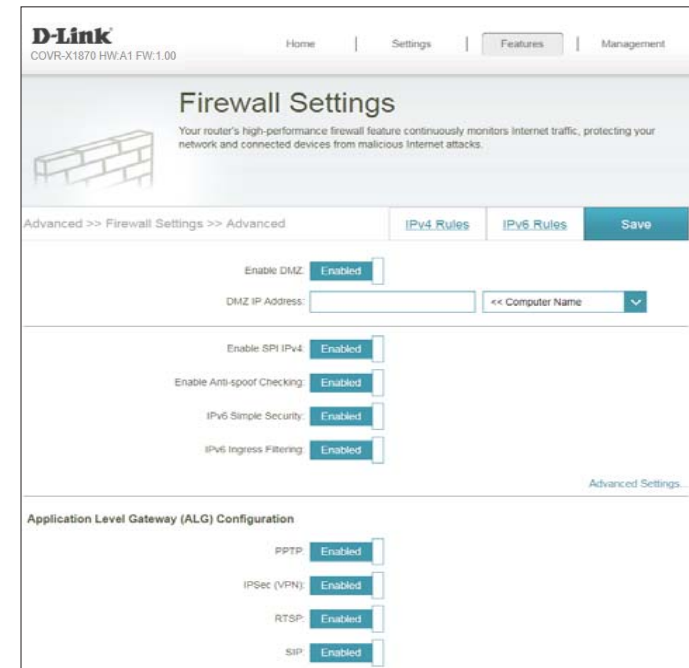 D-Link
COVR-X1870 HW:A1 FW:1.00
Home | Settings | Features | Management
Firewall Settings
Your router's high-performance firewall feature continuously monitors Internet traffic, protecting your
network and connected devices from malicious Internet attacks.
Advanced >> Firewall Settings >> Advanced IPv4 Rules IPv6 Rules Save
Enable DMZ: Enabled
DMZ IP Address: << Computer Name
Enable SPI IPv4: Enabled
Enable Anti-spoof Checking: Enabled
IPv6 Simple Security: Enabled
IPv6 Ingress Filtering: Enabled
Advanced Settings...
Application Level Gateway (ALG) Configuration
PPTP: Enabled
IPSec (VPN): Enabled
RTSP: Enabled
SIP: Enabled